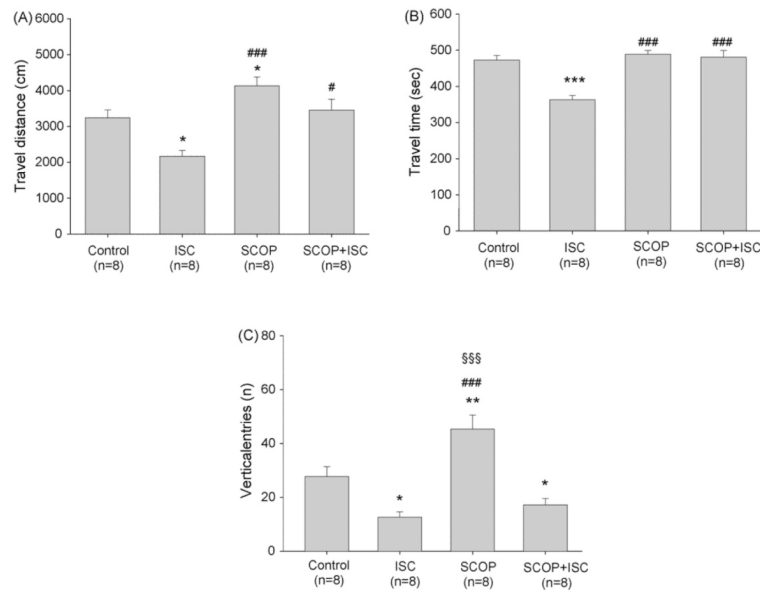 (A)
Travel distance (cm)
6000
5000
4000
3000
2000
1000
0
*
###
*
#
Control
(n=8)
ISC
(n=8)
SCOP
(n=8)
SCOP+ISC
(n=8)
(B)
Travel time (sec)
600
500
400
300
200
100
0
***
###
###
Control
(n=8)
ISC
(n=8)
SCOP
(n=8)
SCOP+ISC
(n=8)
(C)
Verticalentries (n)
80
60
40
20
0
*
§§§
###
**
*
Control
(n=8)
ISC
(n=8)
SCOP
(n=8)
SCOP+ISC
(n=8)